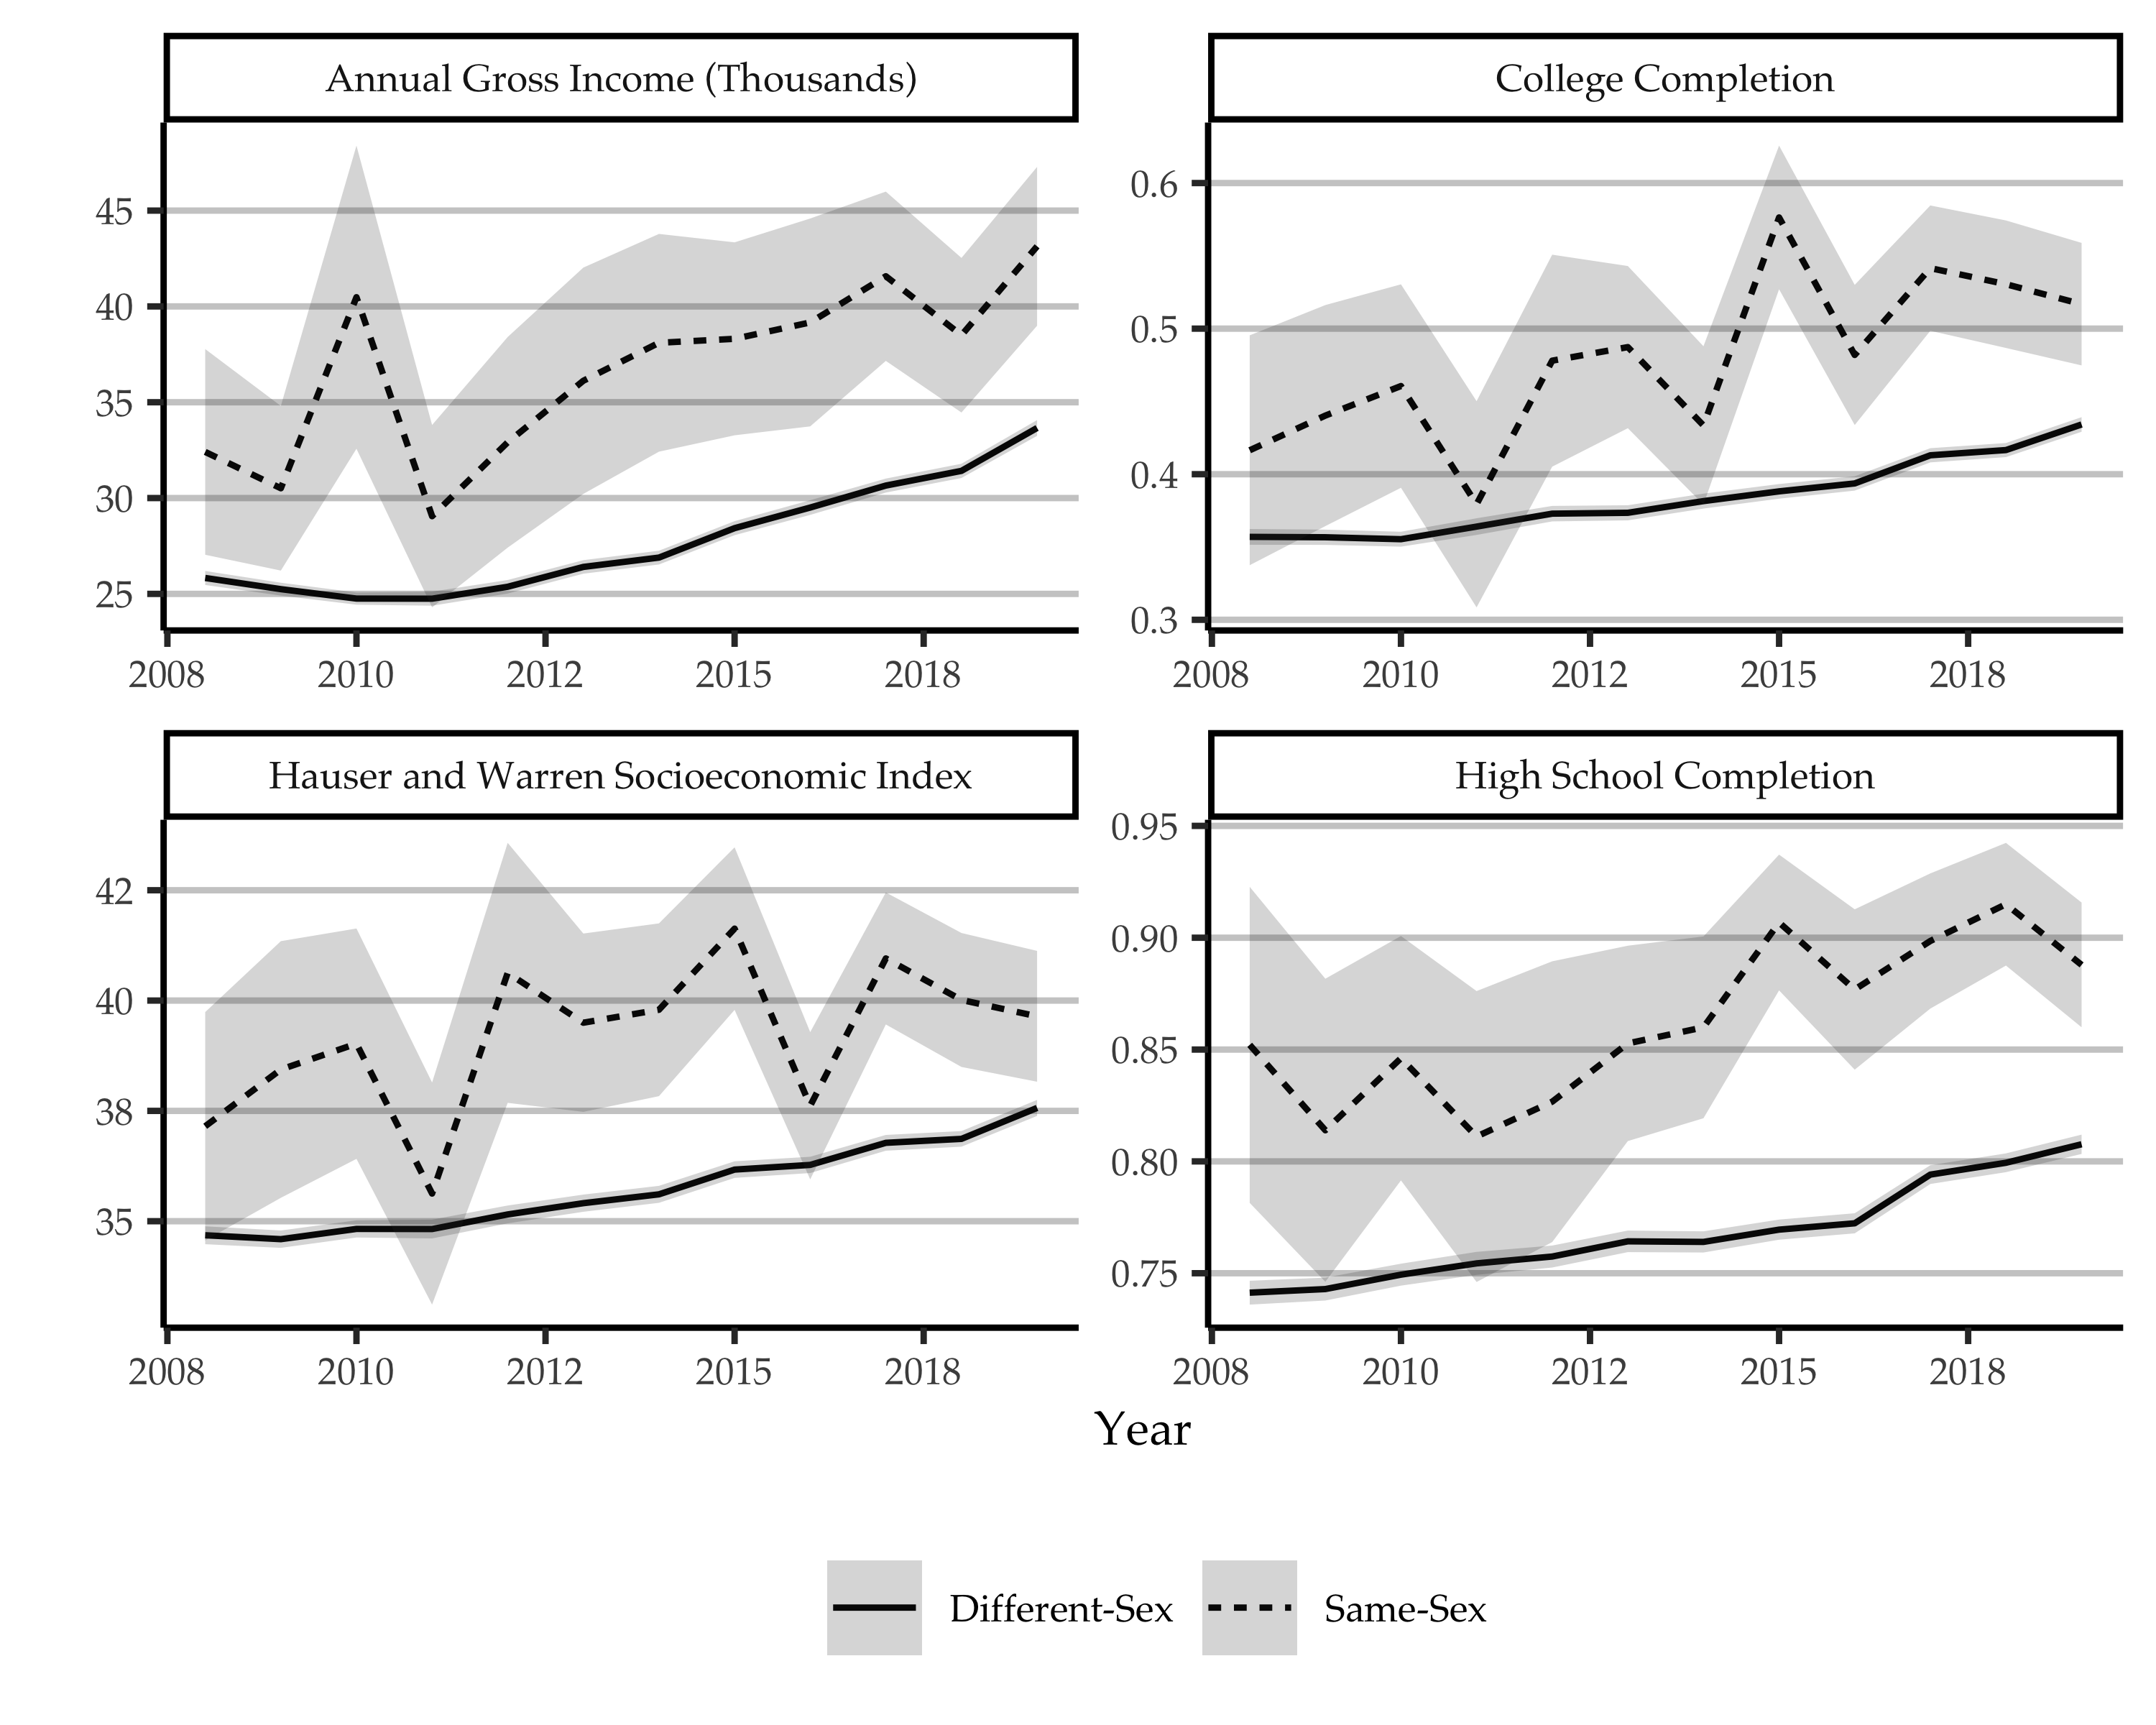 Annual Gross Income (Thousands)
45
40
35
30
25
2008 2010 2012 2015 2018
College Completion
0.6
0.5
0.4
0.3
2008 2010 2012 2015 2018
Hauser and Warren Socioeconomic Index
42
40
38
35
2008 2010 2012 2015 2018
High School Completion
0.95
0.90
0.85
0.80
0.75
2008 2010 2012 2015 2018
Year
Different-Sex Same-Sex